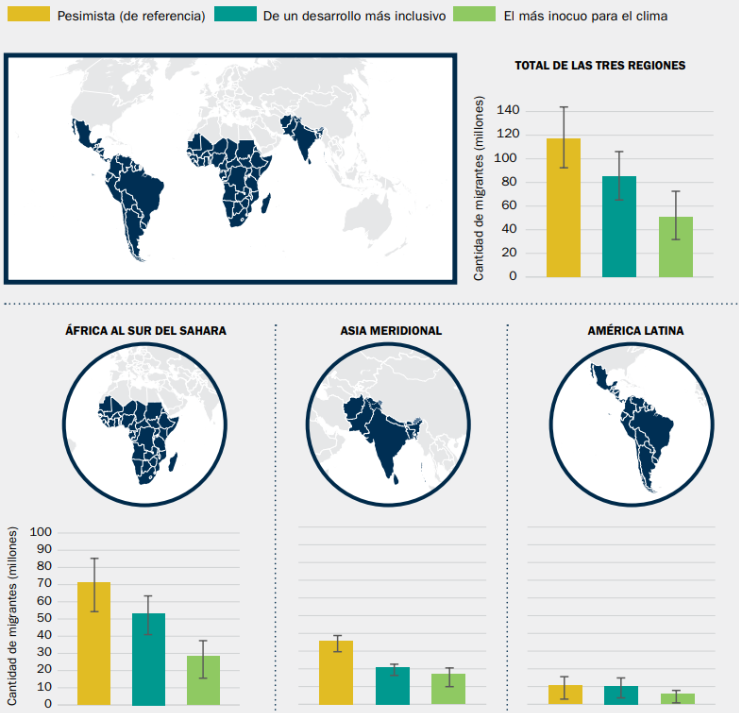 Pesimista (de referencia)
De un desarrollo más inclusivo
El más inocuo para el clima
TOTAL DE LAS TRES REGIONES
Cantidad de migrantes (millones)
140
120
100
80
60
40
20
0
ÁFRICA AL SUR DEL SAHARA
ASIA MERIDIONAL
AMÉRICA LATINA
Cantidad de migrantes (millones)
100
90
80
70
60
50
40
30
20
10
0